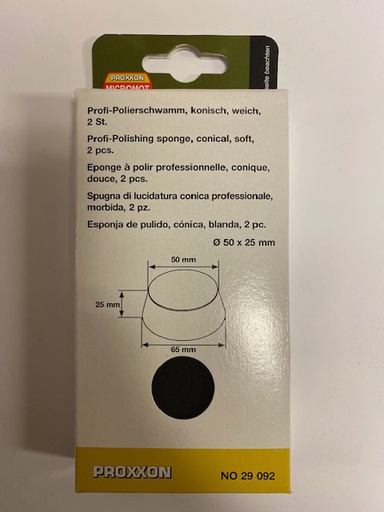 PROXXON
MICROMOT
eite beachten
Profi-Polierschwamm, konisch, weich,
2 St.
Profi-Polishing sponge, conical, soft,
2 pcs.
Eponge à polir professionnelle, conique,
douce, 2 pcs.
Spugna di lucidatura conica professionale,
morbida, 2 pz.
Esponja de pulido, cónica, blanda, 2 pc.
Ø 50 x 25 mm
50 mm
25 mm
65 mm
PROXXON
NO 29 092